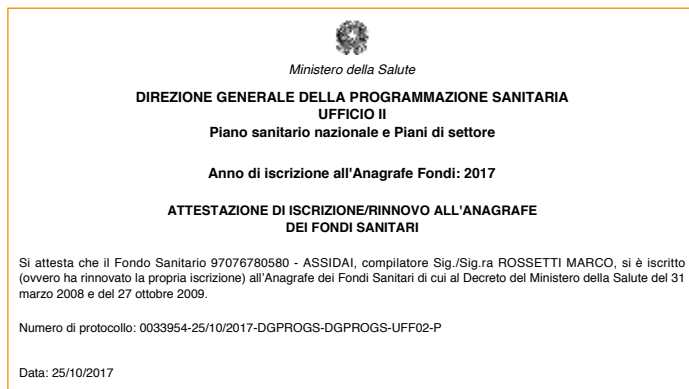 Ministero della Salute
DIREZIONE GENERALE DELLA PROGRAMMAZIONE SANITARIA
UFFICIO II
Piano sanitario nazionale e Piani di settore
Anno di iscrizione all'Anagrafe Fondi: 2017
ATTESTAZIONE DI ISCRIZIONE/RINNOVO ALL'ANAGRAFE
DEI FONDI SANITARI
Si attesta che il Fondo Sanitario 97076780580 - ASSIDAI, compilatore Sig./Sig.ra ROSSETTI MARCO, si è iscritto
(ovvero ha rinnovato la propria iscrizione) all'Anagrafe dei Fondi Sanitari di cui al Decreto del Ministero della Salute del 31
marzo 2008 e del 27 ottobre 2009.
Numero di protocollo: 0033954-25/10/2017-DGPROGS-DGPROGS-UFF02-P
Data: 25/10/2017